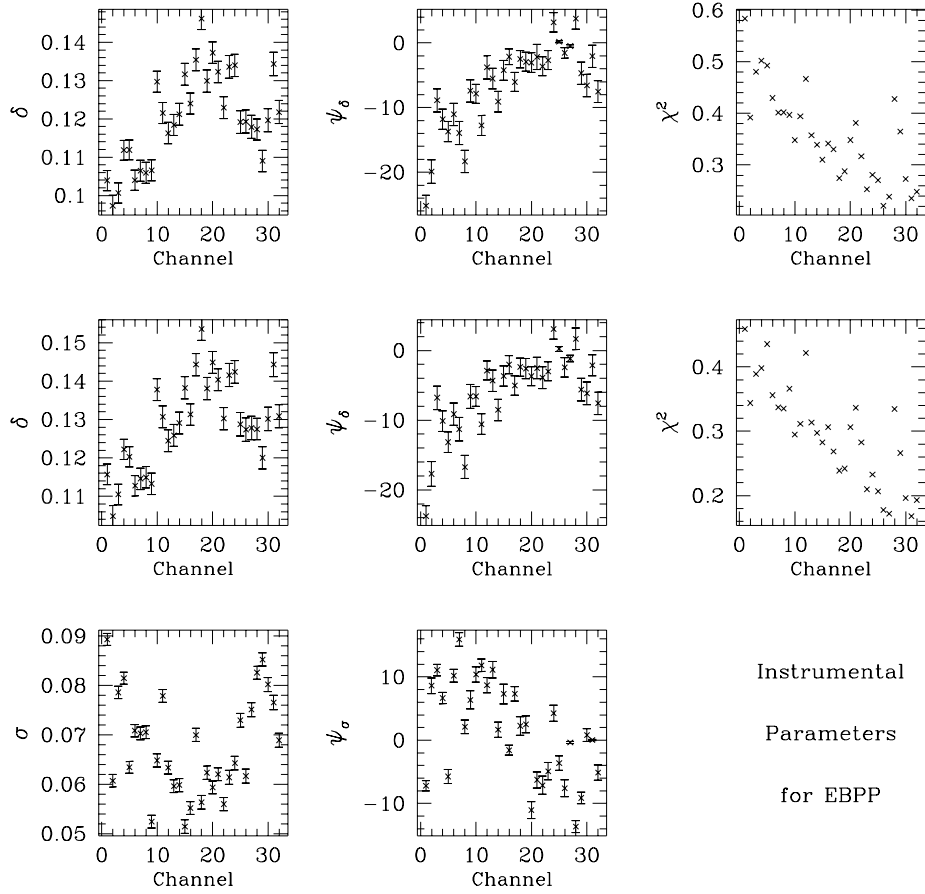 0.14
0.13
0.12
0.11
0.1
δ
0 10 20 30
Channel
0
−10
−20
ψδ
0 10 20 30
Channel
0.6
0.5
0.4
0.3
χ²
0 10 20 30
Channel
0.15
0.14
0.13
0.12
0.11
δ
0 10 20 30
Channel
0
−10
−20
ψδ
0 10 20 30
Channel
0.4
0.3
0.2
χ²
0 10 20 30
Channel
0.09
0.08
0.07
0.06
0.05
σ
0 10 20 30
Channel
10
0
−10
ψσ
0 10 20 30
Channel
Instrumental
Parameters
for EBPP